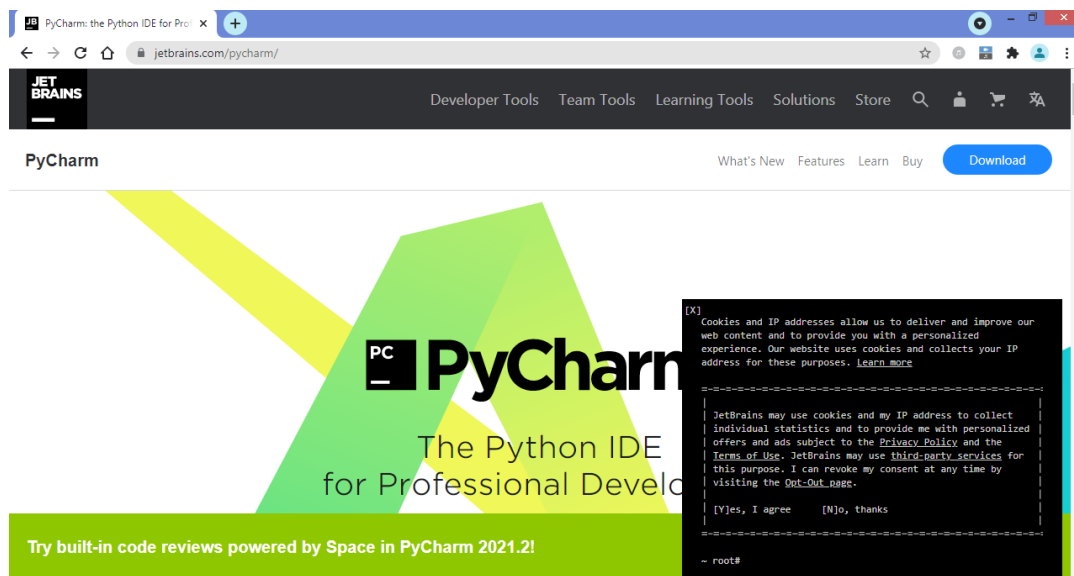 JB PyCharm: the Python IDE for Prof
jetbrains.com/pycharm/
JET
BRAINS
Developer Tools Team Tools Learning Tools Solutions Store
PyCharm What's New Features Learn Buy Download
PC PyCharm
The Python IDE
for Professional Develo
[X]
Cookies and IP addresses allow us to deliver and improve our
web content and to provide you with a personalized
experience. Our website uses cookies and collects your IP
address for these purposes. Learn more
JetBrains may use cookies and my IP address to collect
individual statistics and to provide me with personalized
offers and ads subject to the Privacy Policy and the
Terms of Use. JetBrains may use third-party services for
this purpose. I can revoke my consent at any time by
visiting the Opt-Out page.
[Y]es, I agree [N]o, thanks
~ root#
Try built-in code reviews powered by Space in PyCharm 2021.2!